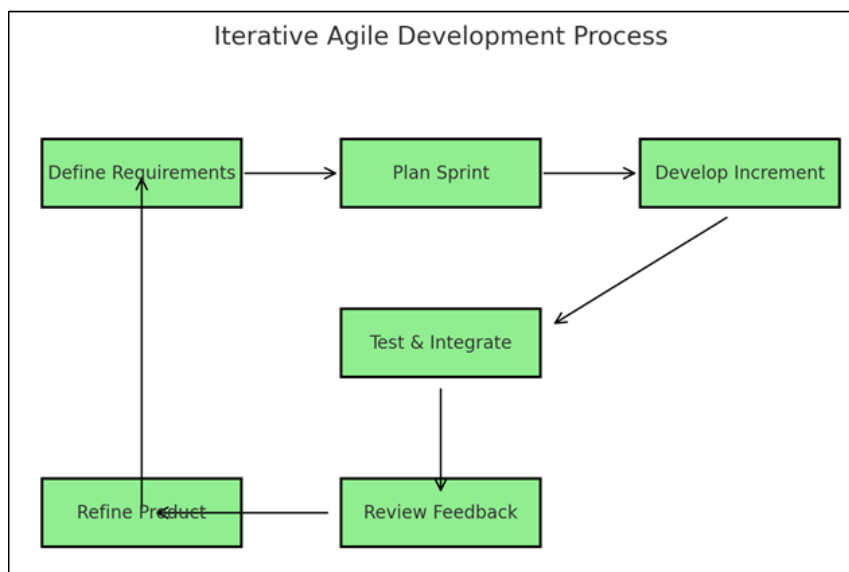 Iterative Agile Development Process
Define Requirements
Plan Sprint
Develop Increment
Test & Integrate
Review Feedback
Refine Product